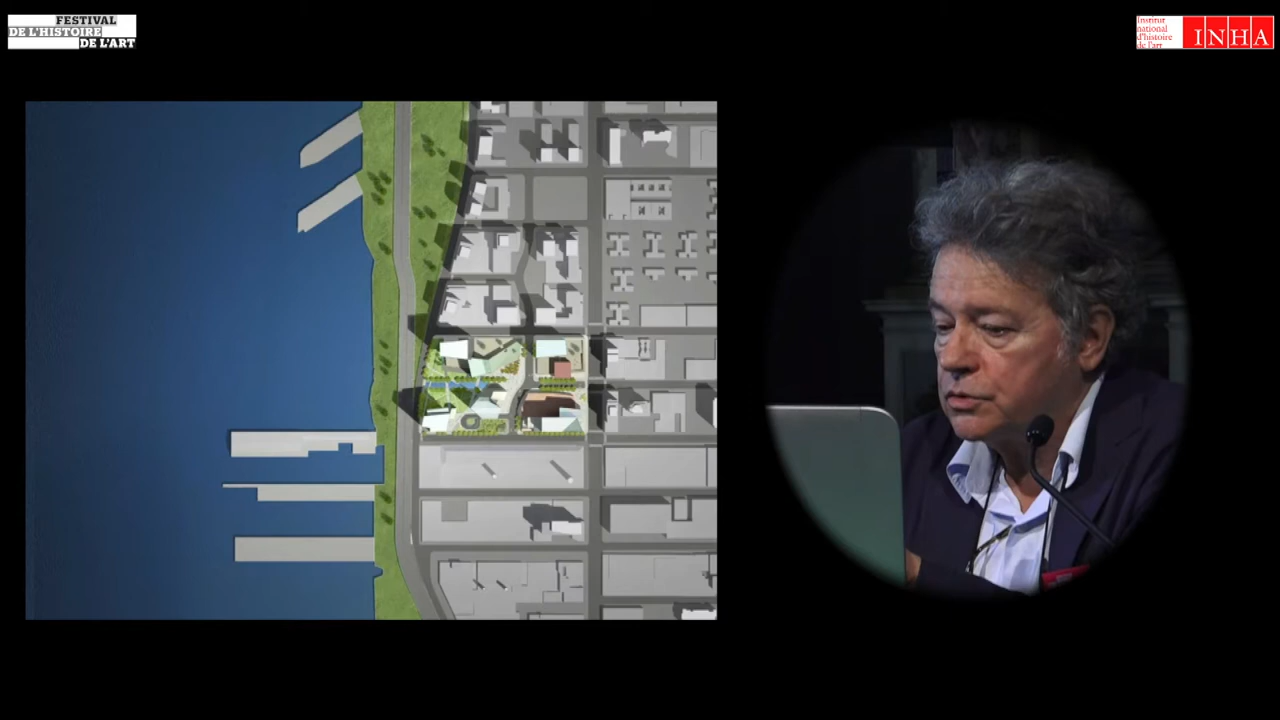 FESTIVAL
DE L'HISTOIRE
DE L'ART
Institut
national
d'histoire
de l'art
INHA